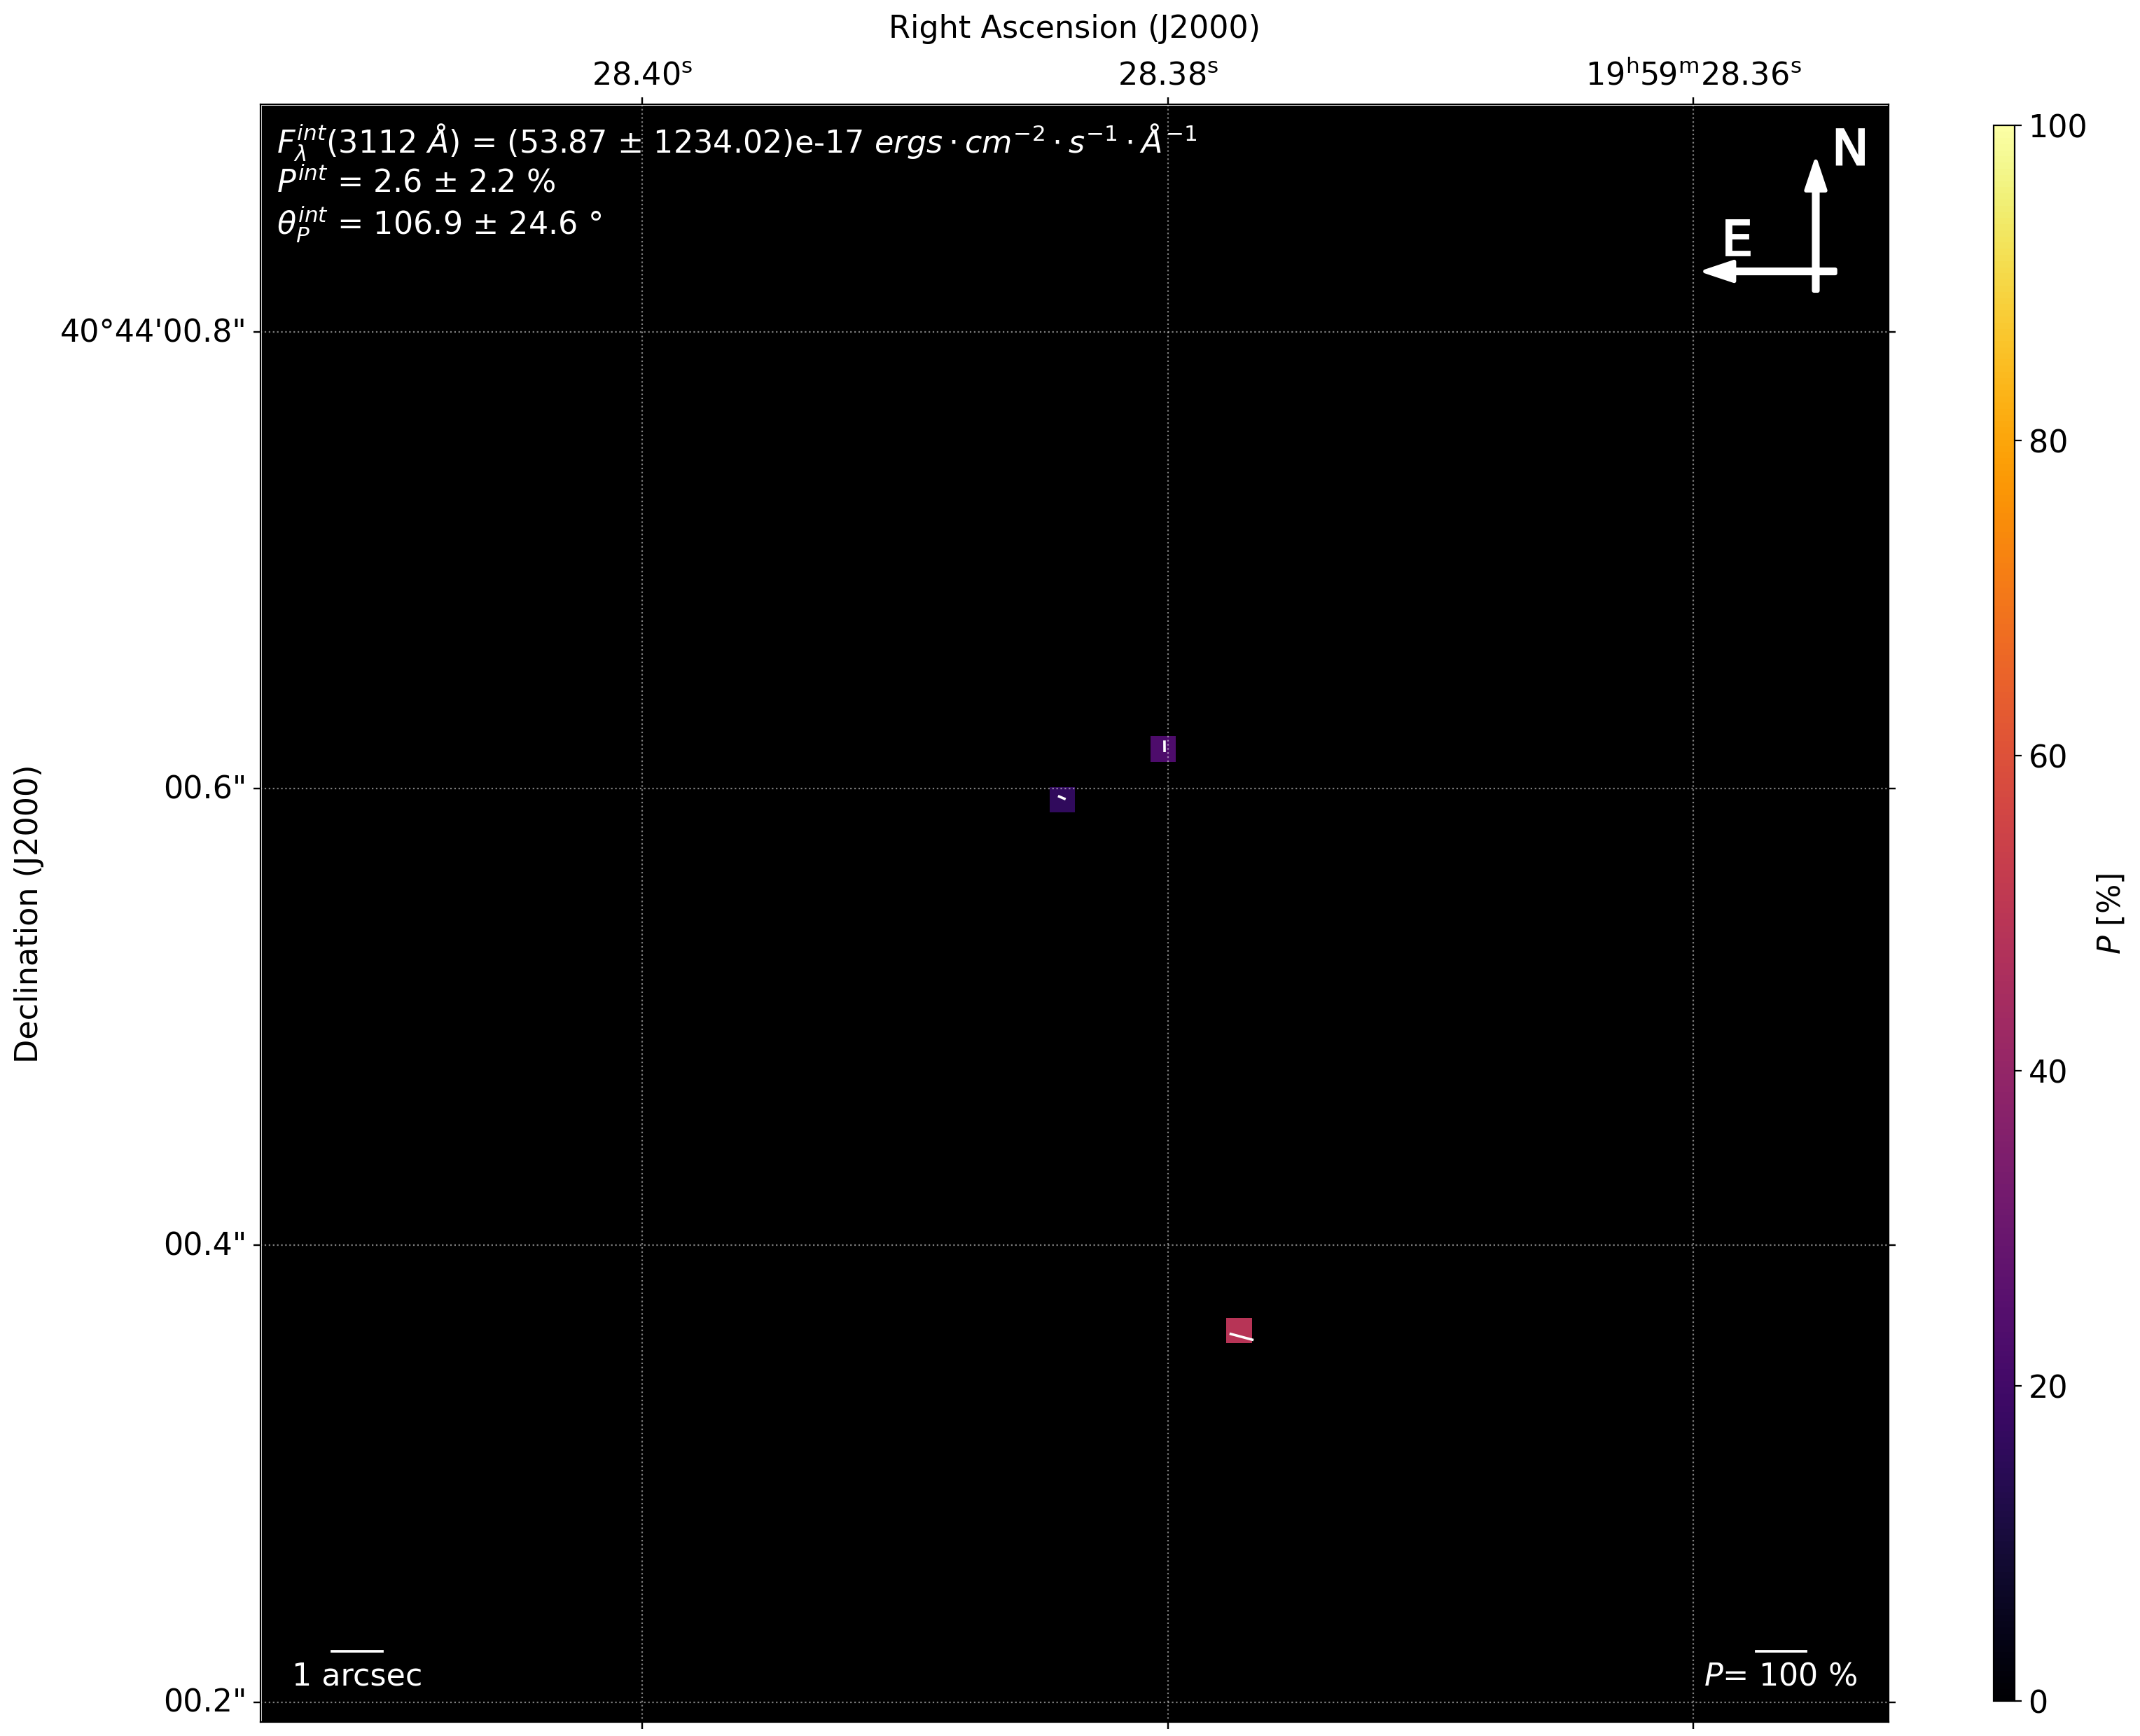 Right Ascension (J2000)
28.40ˢ 28.38ˢ 19ʰ59ᵐ28.36ˢ
F_λ^int(3112 Å) = (53.87 ± 1234.02)e-17 ergs · cm⁻² · s⁻¹ · Å⁻¹
P^int = 2.6 ± 2.2 %
θ_P^int = 106.9 ± 24.6 °
N
E
40°44'00.8"
00.6"
00.4"
00.2"
Declination (J2000)
1 arcsec
P= 100 %
100
80
60
40
20
0
P [%]